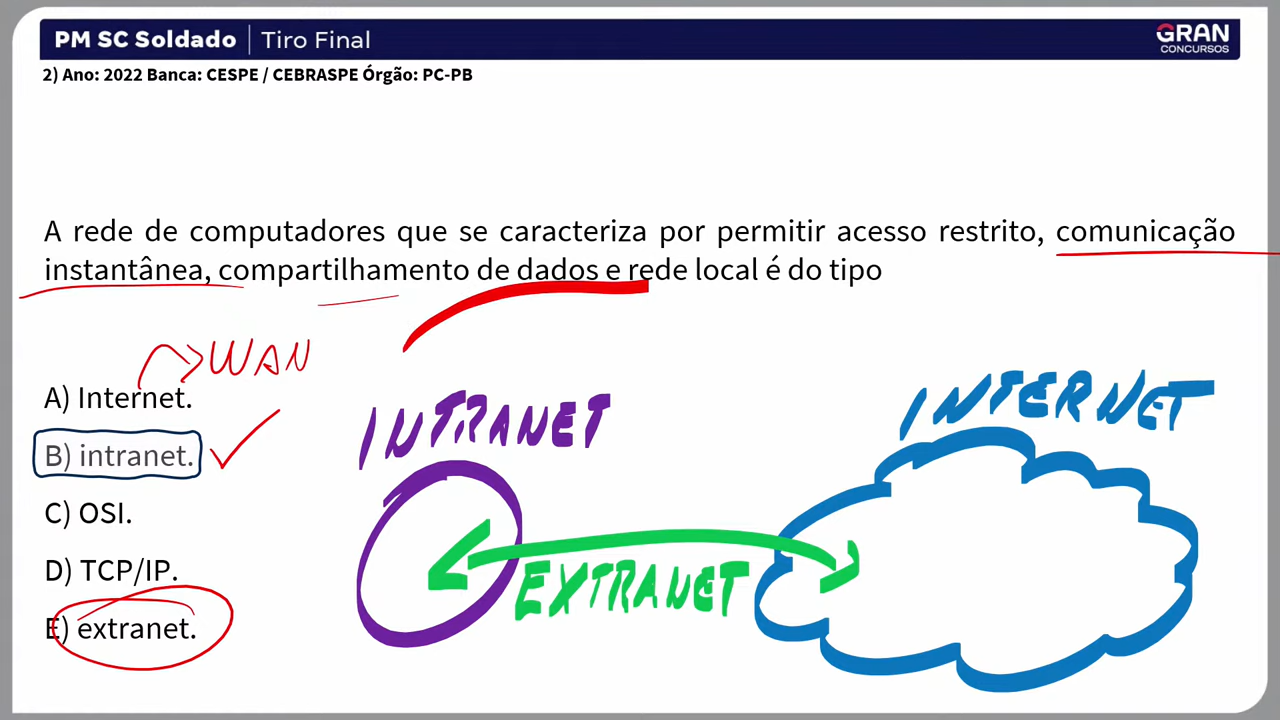 PM SC Soldado | Tiro Final
GRAN
CONCURSOS
2) Ano: 2022 Banca: CESPE / CEBRASPE Órgão: PC-PB
A rede de computadores que se caracteriza por permitir acesso restrito, comunicação
instantânea, compartilhamento de dados e rede local é do tipo
WAN
A) Internet.
INTRANET
INTERNET
B) intranet.
C) OSI.
D) TCP/IP.
EXTRANET
E) extranet.